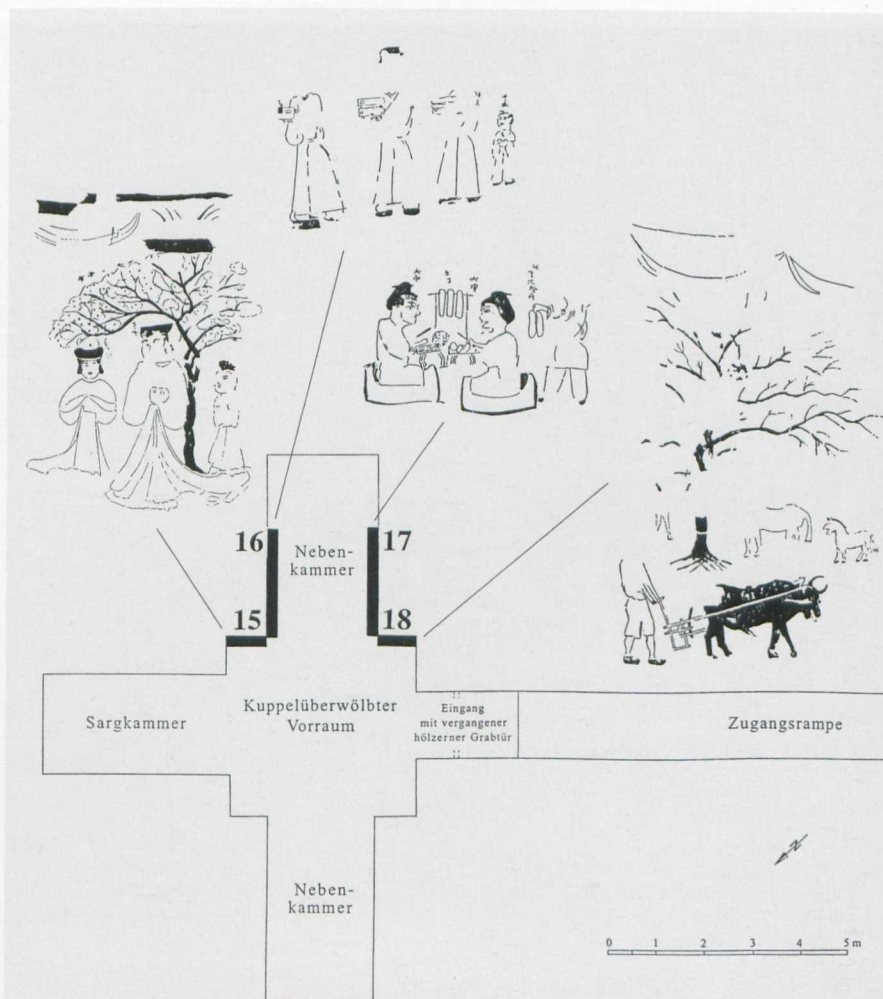 16
Neben-
kammer
17
15
18
Sargkammer
Kuppelüberwölbter
Vorraum
Eingang
mit vergangener
hölzerner Grabtür
Zugangsrampe
Neben-
kammer
N
0 1 2 3 4 5 m